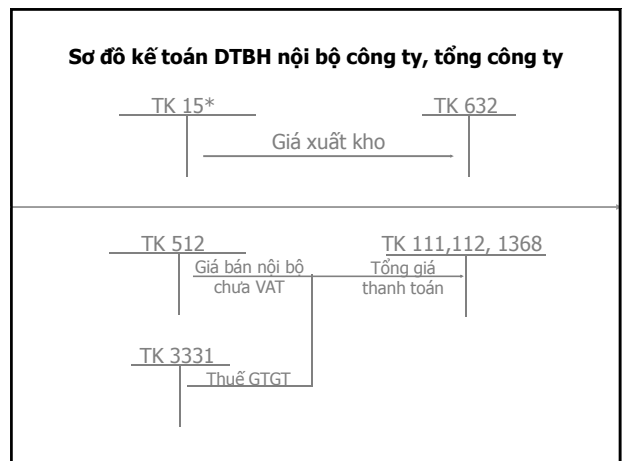 Sơ đồ kế toán DTBH nội bộ công ty, tổng công ty
TK 15*
TK 632
Giá xuất kho
TK 512
TK 111,112, 1368
Giá bán nội bộ
chưa VAT
Tổng giá
thanh toán
TK 3331
Thuế GTGT